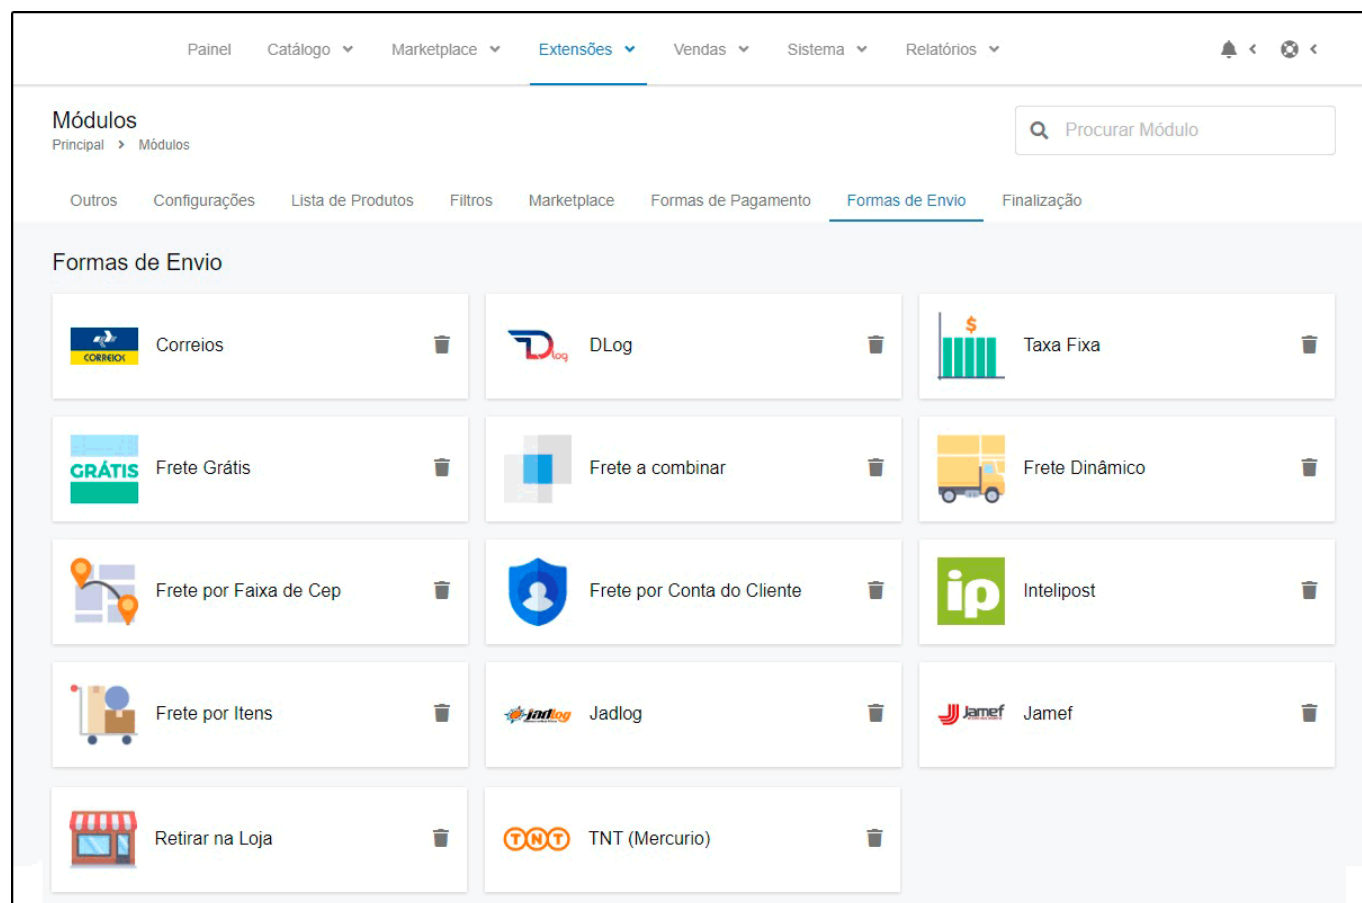 Painel Catálogo Marketplace Extensões Vendas Sistema Relatórios
Módulos
Principal > Módulos
Procurar Módulo
Outros Configurações Lista de Produtos Filtros Marketplace Formas de Pagamento Formas de Envio Finalização
Formas de Envio
CORREIOS Correios
DLog DLog
$ Taxa Fixa
GRÁTIS Frete Grátis
Frete a combinar
Frete Dinâmico
Frete por Faixa de Cep
Frete por Conta do Cliente
ip Intelipost
Frete por Itens
jadlog Jadlog
Jamef Jamef
Retirar na Loja
TNT TNT (Mercurio)